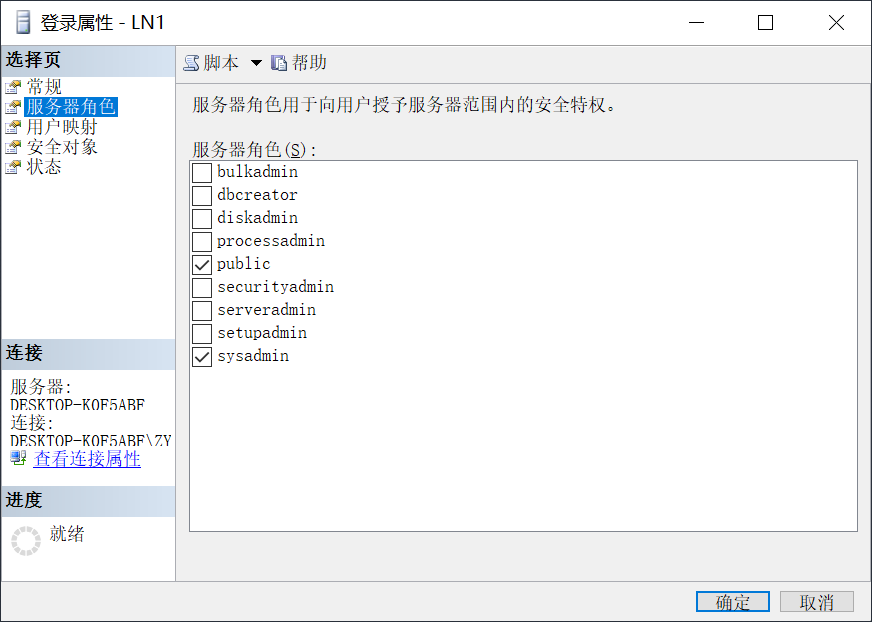 登录属性 - LN1
选择页
常规
服务器角色
用户映射
安全对象
状态
连接
服务器:
DESKTOP-K0F5ABF
连接:
DESKTOP-K0F5ABF\ZY
查看连接属性
进度
就绪
脚本 帮助
服务器角色用于向用户授予服务器范围内的安全特权。
服务器角色(S):
bulkadmin
dbcreator
diskadmin
processadmin
public
securityadmin
serveradmin
setupadmin
sysadmin
确定 取消